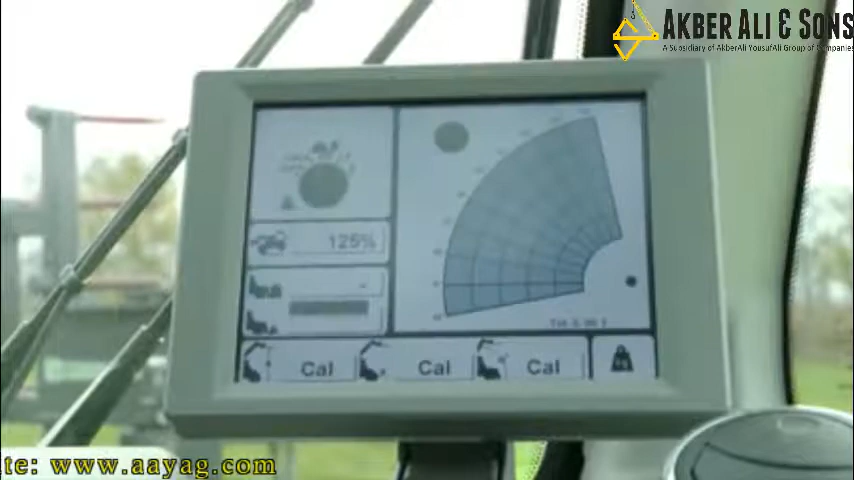 AKBER ALI & SONS
A Subsidiary of AkberAli YousufAli Group of Companies
125%
Cal
Cal
Cal
te: www.aayag.com